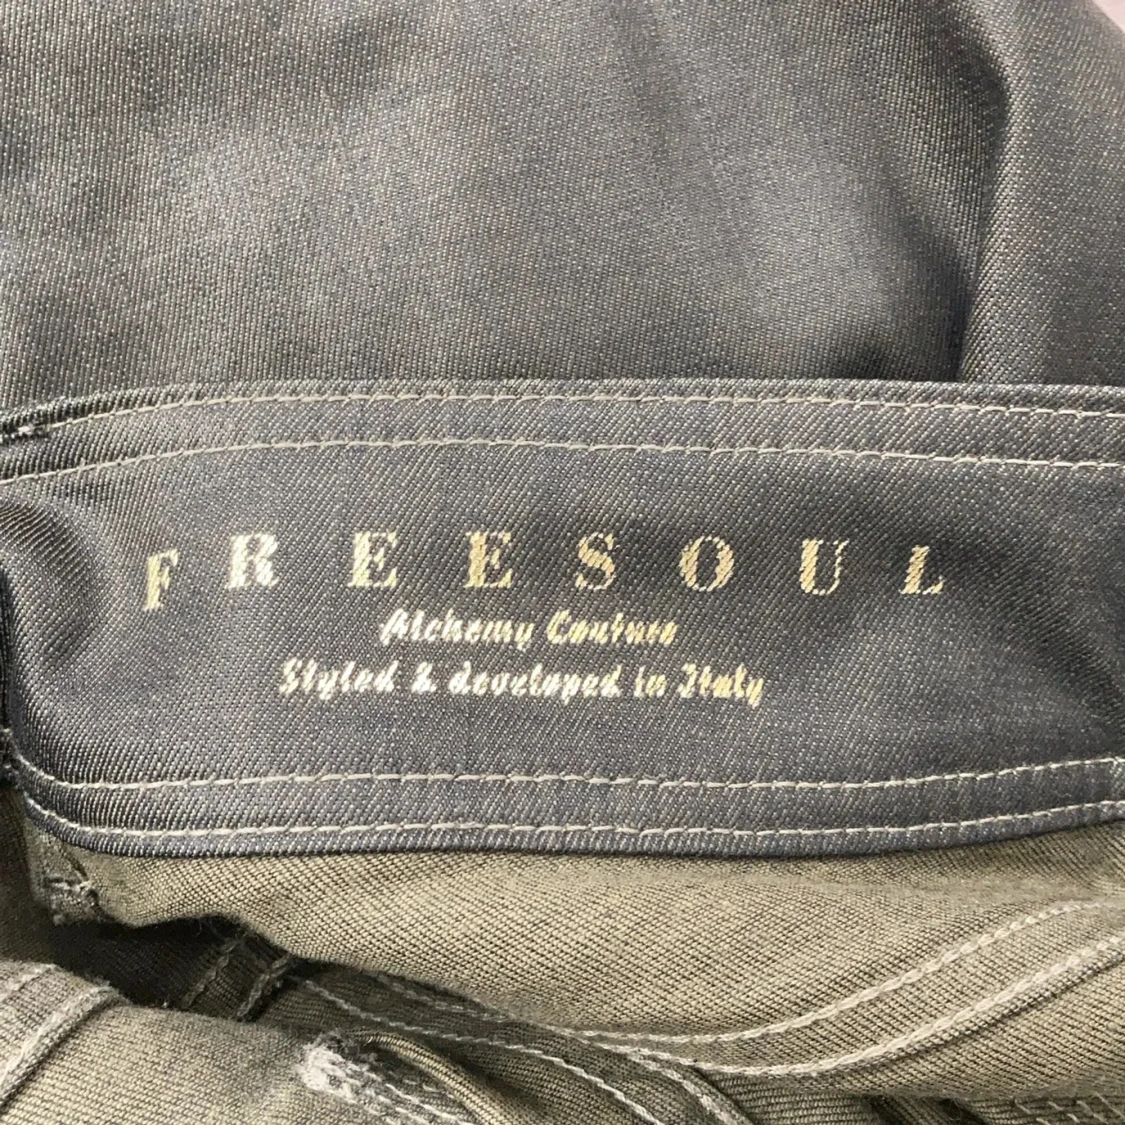 FREESOUL
Alchemy Couture
Styled & developed in Italy